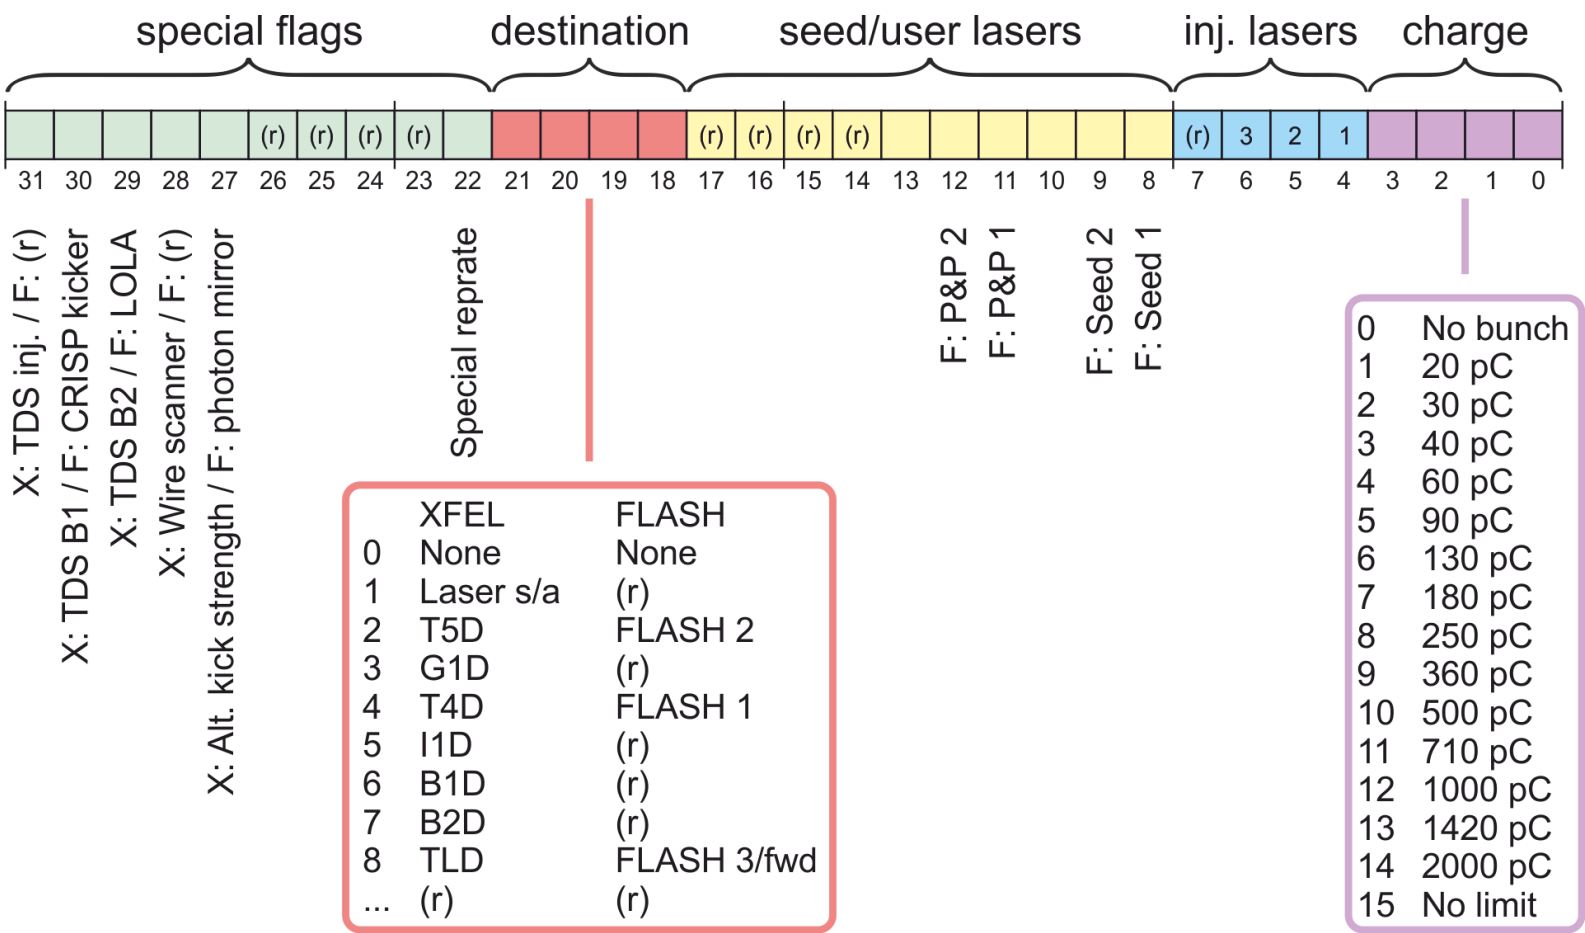 special flags destination seed/user lasers inj. lasers charge
(r) (r) (r) (r) (r) (r) (r) (r) (r) 3 2 1
31 30 29 28 27 26 25 24 23 22 21 20 19 18 17 16 15 14 13 12 11 10 9 8 7 6 5 4 3 2 1 0
X: TDS inj. / F: (r)
X: TDS B1 / F: CRISP kicker
X: TDS B2 / F: LOLA
X: Wire scanner / F: (r)
X: Alt. kick strength / F: photon mirror
Special reprate
F: P&P 2
F: P&P 1
F: Seed 2
F: Seed 1
XFEL FLASH
0 None None
1 Laser s/a (r)
2 T5D FLASH 2
3 G1D (r)
4 T4D FLASH 1
5 I1D (r)
6 B1D (r)
7 B2D (r)
8 TLD FLASH 3/fwd
... (r) (r)
0 No bunch
1 20 pC
2 30 pC
3 40 pC
4 60 pC
5 90 pC
6 130 pC
7 180 pC
8 250 pC
9 360 pC
10 500 pC
11 710 pC
12 1000 pC
13 1420 pC
14 2000 pC
15 No limit